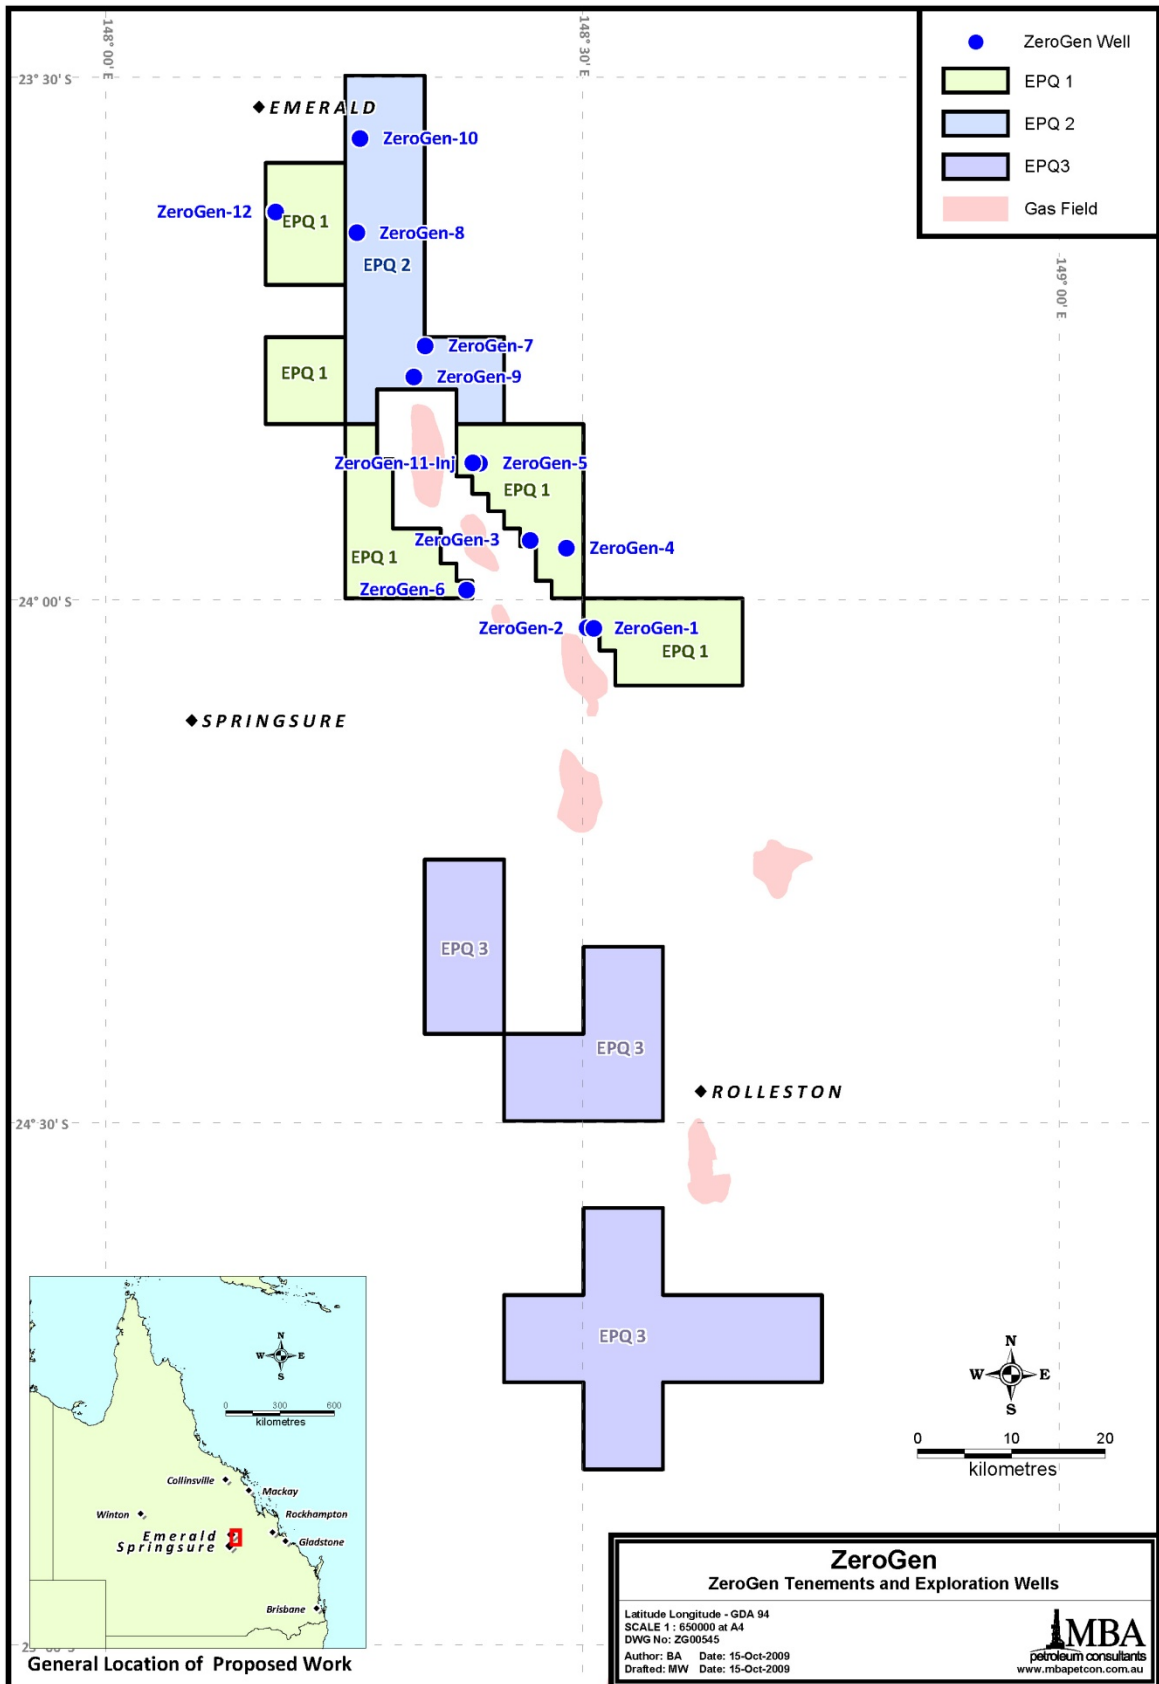 148° 00' E
148° 30' E
149° 00' E
23° 30' S
24° 00' S
24° 30' S
ZeroGen Well
EPQ 1
EPQ 2
EPQ3
Gas Field
EMERALD
ZeroGen-10
ZeroGen-12
EPQ 1
ZeroGen-8
EPQ 2
ZeroGen-7
EPQ 1
ZeroGen-9
ZeroGen-11-Inj
ZeroGen-5
EPQ 1
ZeroGen-3
ZeroGen-4
EPQ 1
ZeroGen-6
ZeroGen-2
ZeroGen-1
EPQ 1
SPRINGSURE
EPQ 3
EPQ 3
ROLLESTON
EPQ 3
N
W E
S
0 10 20
kilometres
N
W E
S
0 300 600
kilometres
Collinsville
Mackay
Winton
Rockhampton
Emerald
Springsure
Gladstone
Brisbane
General Location of Proposed Work
ZeroGen
ZeroGen Tenements and Exploration Wells
Latitude Longitude - GDA 94
SCALE 1 : 650000 at A4
DWG No: ZG00545
Author: BA Date: 15-Oct-2009
Drafted: MW Date: 15-Oct-2009
MBA
petroleum consultants
www.mbapetcon.com.au